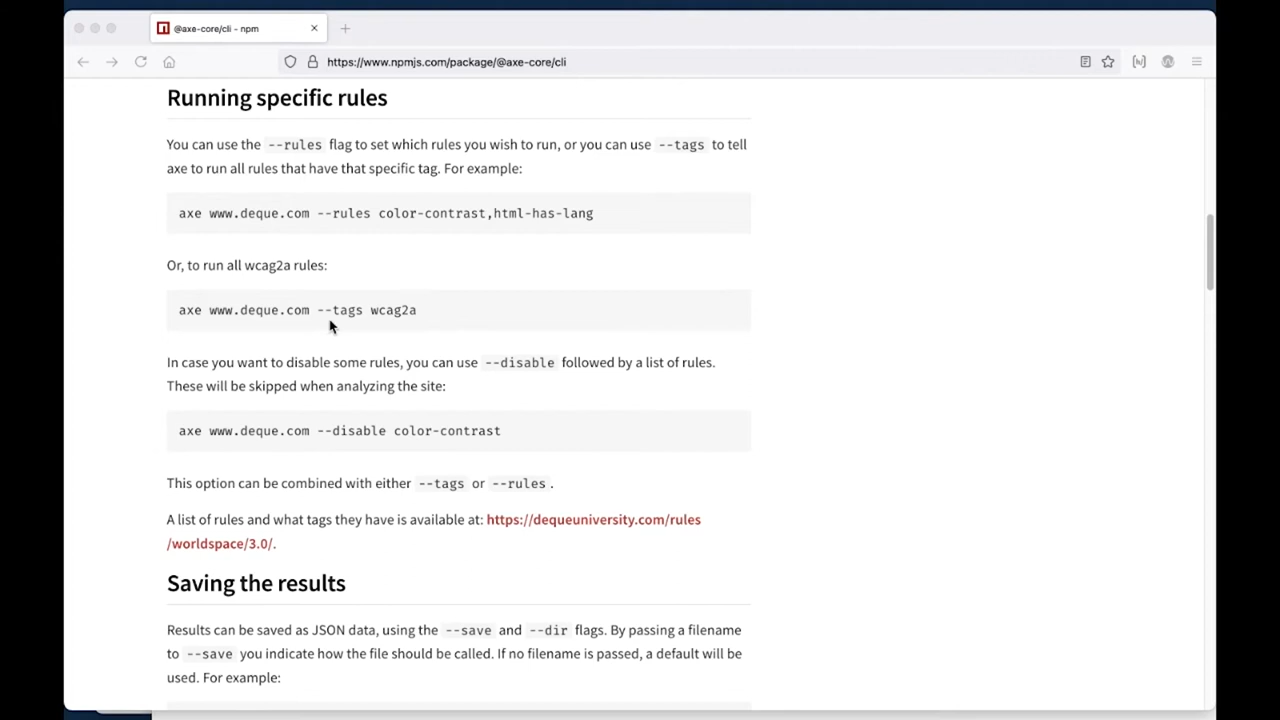 @axe-core/cli - npm
https://www.npmjs.com/package/@axe-core/cli
Running specific rules
You can use the --rules flag to set which rules you wish to run, or you can use --tags to tell
axe to run all rules that have that specific tag. For example:
axe www.deque.com --rules color-contrast,html-has-lang
Or, to run all wcag2a rules:
axe www.deque.com --tags wcag2a
In case you want to disable some rules, you can use --disable followed by a list of rules.
These will be skipped when analyzing the site:
axe www.deque.com --disable color-contrast
This option can be combined with either --tags or --rules .
A list of rules and what tags they have is available at: https://dequeuniversity.com/rules
/worldspace/3.0/.
Saving the results
Results can be saved as JSON data, using the --save and --dir flags. By passing a filename
to --save you indicate how the file should be called. If no filename is passed, a default will be
used. For example: